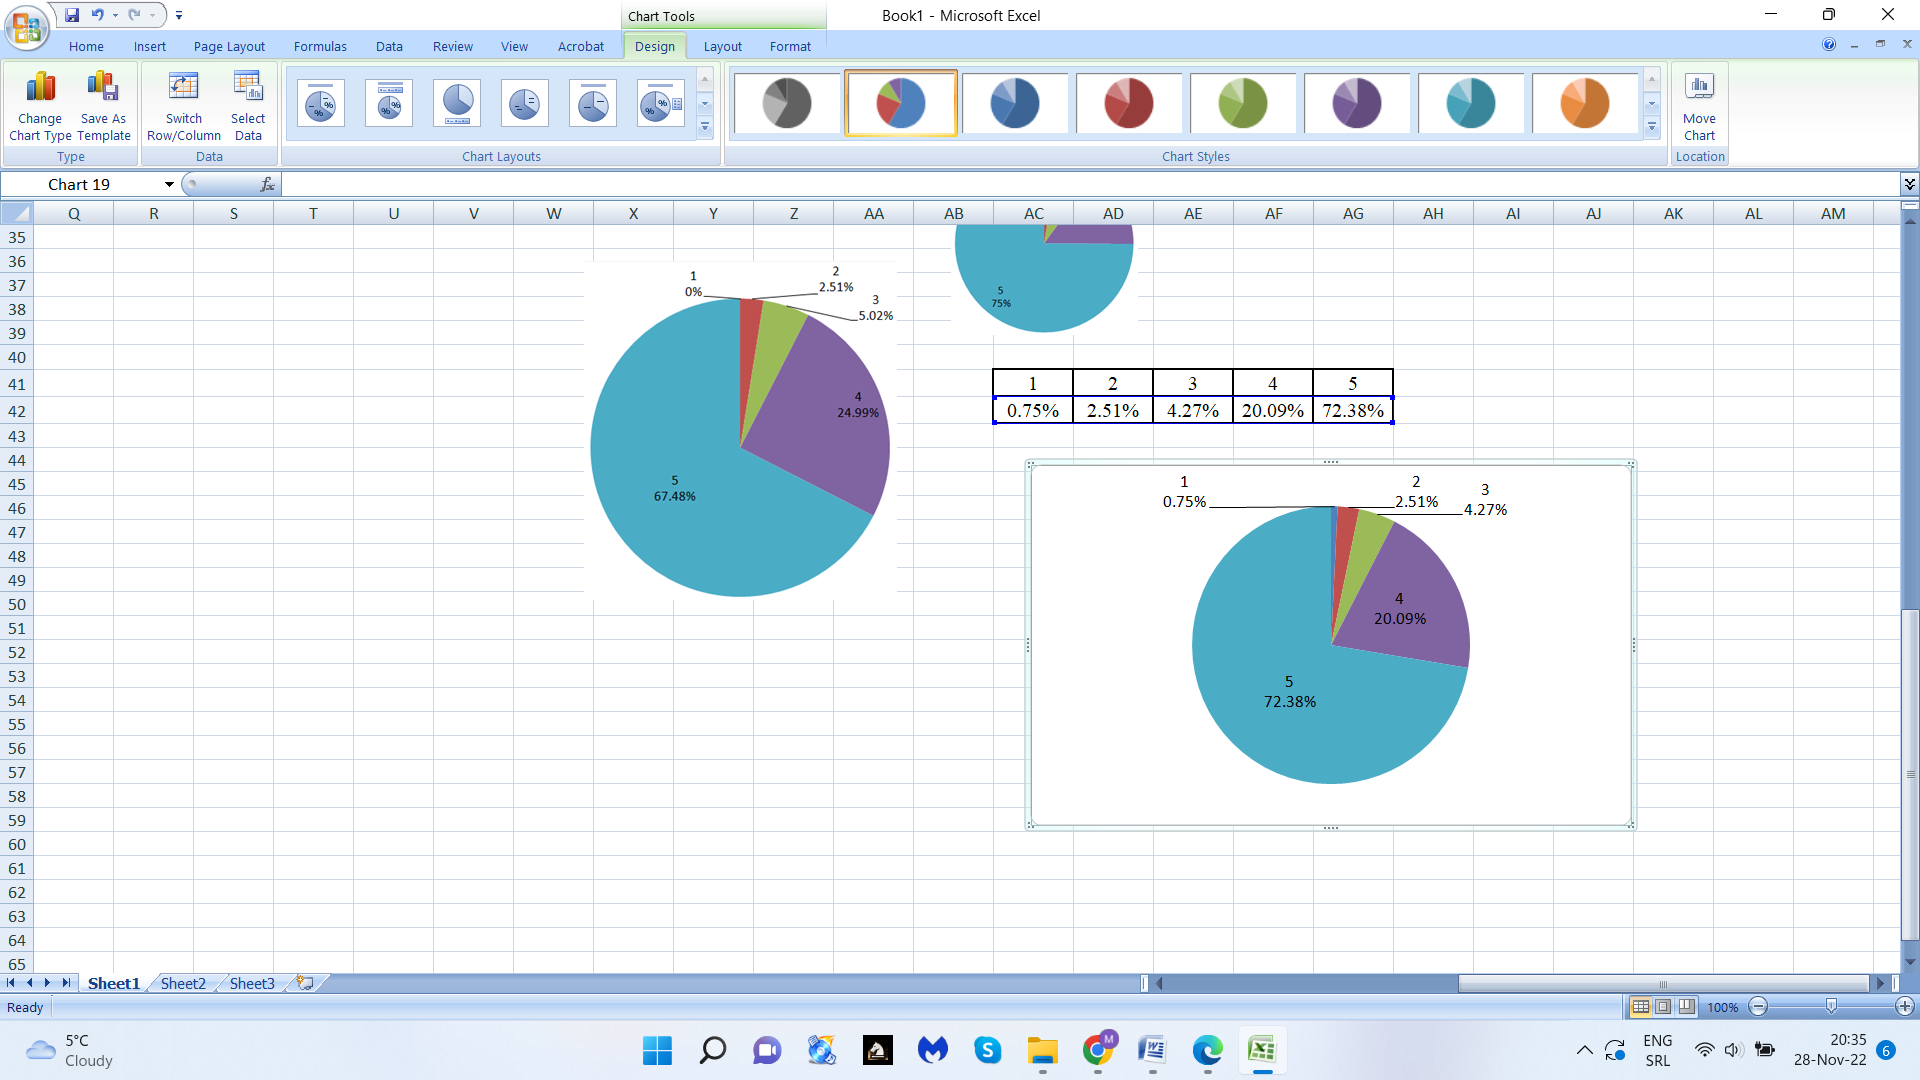 Chart Tools
Book1 - Microsoft Excel
Home Insert Page Layout Formulas Data Review View Acrobat Design Layout Format
Change Chart Type
Save As Template
Switch Row/Column
Select Data
Move Chart
Type Data Chart Layouts Chart Styles Location
Chart 19
fx
Q R S T U V W X Y Z AA AB AC AD AE AF AG AH AI AJ AK AL AM
35
36
37
38
39
40
41
42
43
44
45
46
47
48
49
50
51
52
53
54
55
56
57
58
59
60
61
62
63
64
65
1
0%
2
2.51%
3
5.02%
4
24.99%
5
67.48%
5
75%
1 2 3 4 5
0.75% 2.51% 4.27% 20.09% 72.38%
1
0.75%
2
2.51%
3
4.27%
4
20.09%
5
72.38%
Sheet1 Sheet2 Sheet3
Ready
100%
5°C
Cloudy
ENG
SRL
20:35
28-Nov-22
6